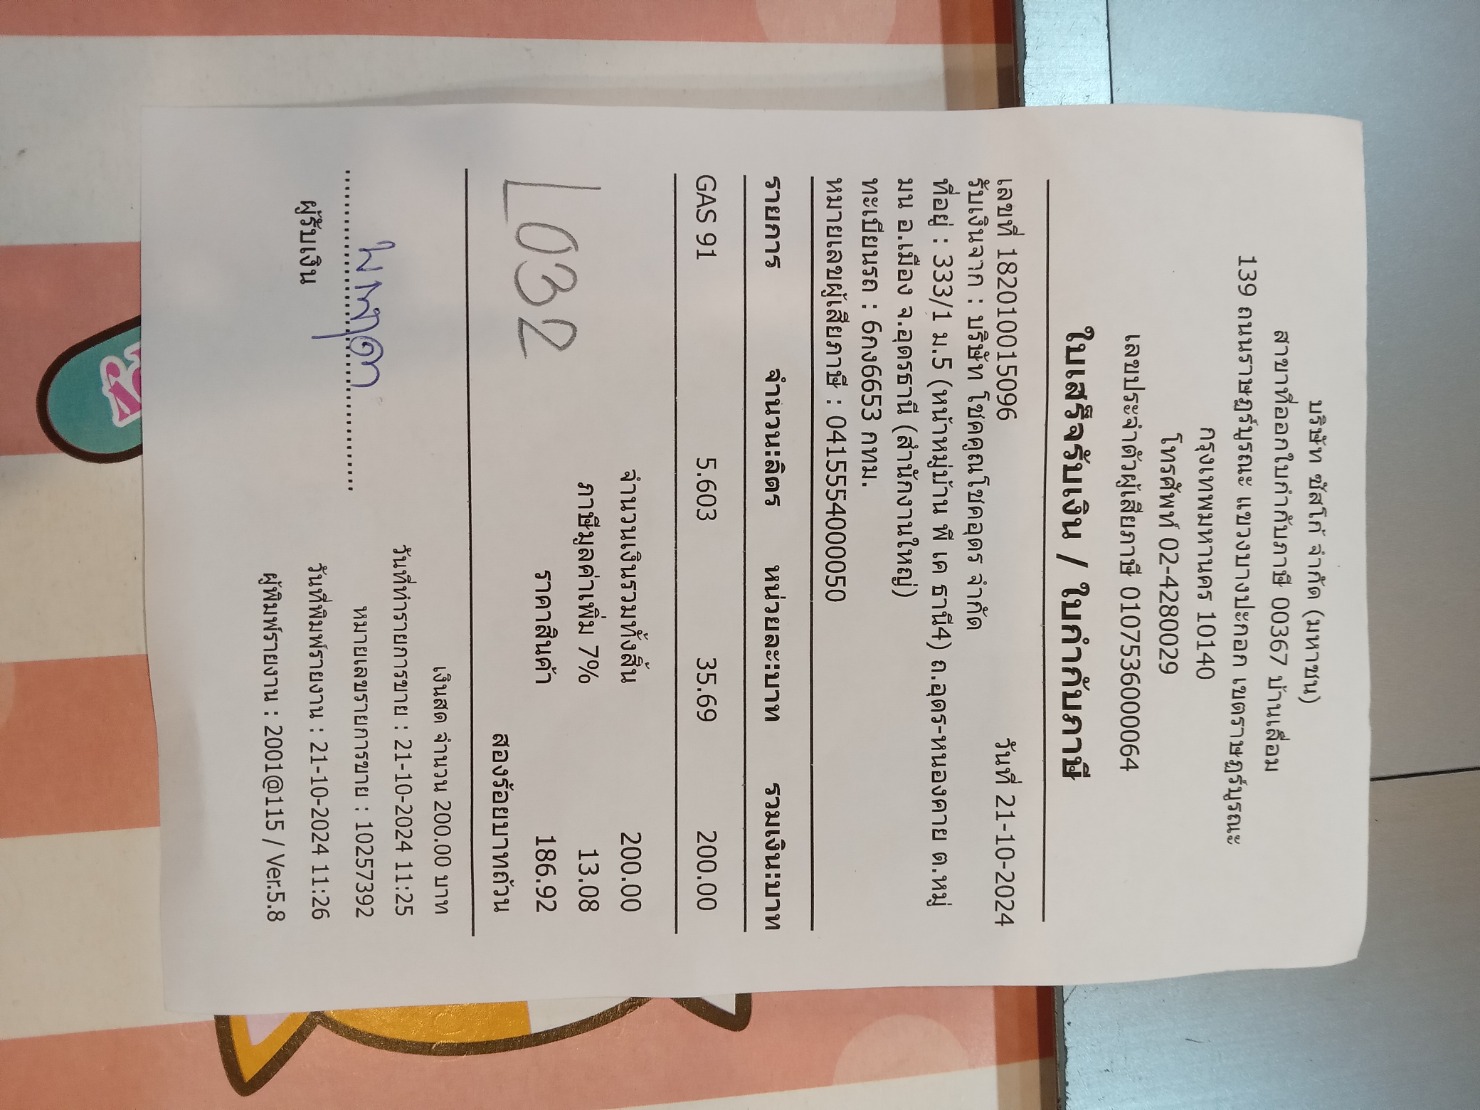 บริษัท ซัสโก้ จำกัด (มหาชน)
สาขาที่ออกใบกำกับภาษี 00367 บ้านเลื่อม
139 ถนนราษฎร์บูรณะ แขวงบางปะกอก เขตราษฎร์บูรณะ
กรุงเทพมหานคร 10140
โทรศัพท์ 02-4280029
เลขประจำตัวผู้เสียภาษี 0107536000064
ใบเสร็จรับเงิน / ใบกำกับภาษี
เลขที่ 182010015096 วันที่ 21-10-2024
รับเงินจาก : บริษัท โชคคูณโชคอุดร จำกัด
ที่อยู่ : 333/1 ม.5 (หน้าหมู่บ้าน พี เค ธานี4) ถ.อุดร-หนองคาย ต.หมู่
มน อ.เมือง จ.อุดรธานี (สำนักงานใหญ่)
ทะเบียนรถ : 6กง6653 กทม.
หมายเลขผู้เสียภาษี : 0415554000050
รายการ จำนวน:ลิตร หน่วยละ:บาท รวมเงิน:บาท
GAS 91 5.603 35.69 200.00
จำนวนเงินรวมทั้งสิ้น 200.00
ภาษีมูลค่าเพิ่ม 7% 13.08
ราคาสินค้า 186.92
L032
สองร้อยบาทถ้วน
เงินสด จำนวน 200.00 บาท
วันที่ทำรายการขาย : 21-10-2024 11:25
หมายเลขรายการขาย : 10257392
ผู้รับเงิน
วันที่พิมพ์รายงาน : 21-10-2024 11:26
ผู้พิมพ์รายงาน : 2001@115 / Ver.5.8